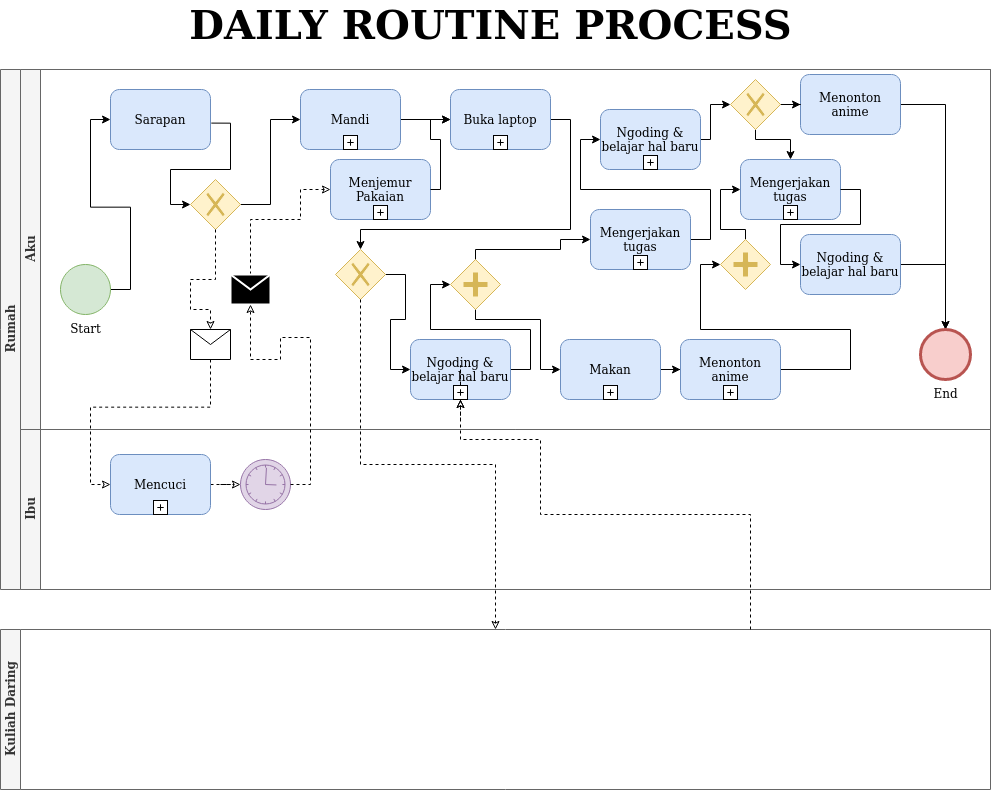 DAILY ROUTINE PROCESS
Rumah
Aku
Sarapan
Mandi
Buka laptop
Menjemur
Pakaian
Ngoding &
belajar hal baru
Menonton
anime
Mengerjakan
tugas
Mengerjakan
tugas
Ngoding &
belajar hal baru
Start
Ngoding &
belajar hal baru
Makan
Menonton
anime
End
Ibu
Mencuci
Kuliah Daring